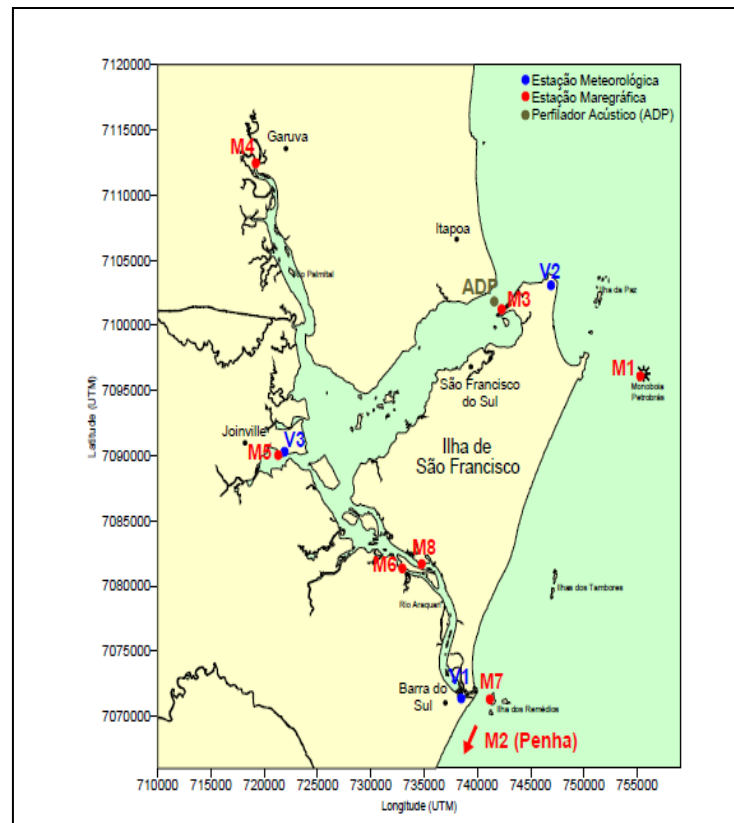 7120000
7115000
7110000
7105000
7100000
7095000
7090000
7085000
7080000
7075000
7070000
Latitude (UTM)
Estação Meteorológica
Estação Maregráfica
Perfilador Acústico (ADP)
M4
Garuva
Itapoa
Rio Palmital
ADP
V2
M3
Ilha da Paz
M1
Monoboia
Petrobrás
São Francisco
do Sul
Joinville
V3
M5
Ilha de
São Francisco
M8
M6
Rio Araquari
Ilhas dos Tambores
V1
Barra do
Sul
M7
Ilha dos Remédios
M2 (Penha)
710000 715000 720000 725000 730000 735000 740000 745000 750000 755000
Longitude (UTM)